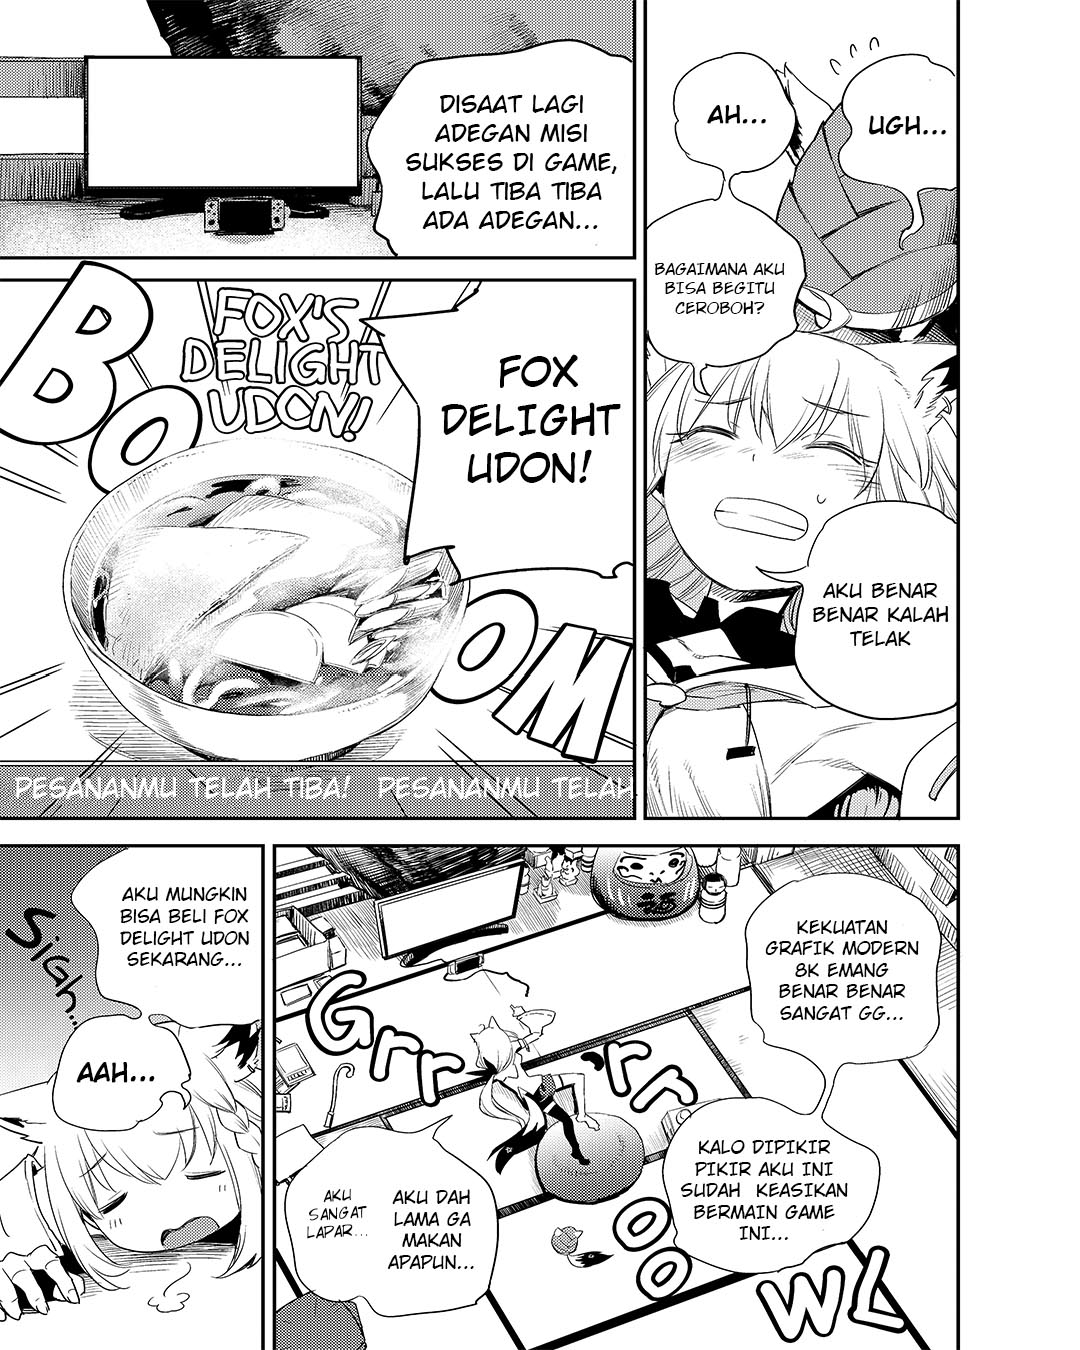 UGH...
AH...
BAGAIMANA AKU
BISA BEGITU
CEROBOH?
AKU BENAR
BENAR KALAH
TELAK
DISAAT LAGI
ADEGAN MISI
SUKSES DI GAME,
LALU TIBA TIBA
ADA ADEGAN...
FOX
DELIGHT
UDON!
FOX'S
DELIGHT
UDON!
BOOM
PESANANMU TELAH TIBA! PESANANMU TELAH
KEKUATAN
GRAFIK MODERN
8K EMANG
BENAR BENAR
SANGAT GG...
KALO DIPIKIR
PIKIR AKU INI
SUDAH KEASIKAN
BERMAIN GAME
INI...
Grrr
rr
OO
WL
AKU DAH
LAMA GA
MAKAN
APAPUN...
AKU
SANGAT
LAPAR...
AKU MUNGKIN
BISA BELI FOX
DELIGHT UDON
SEKARANG...
Sigh...
AAH...